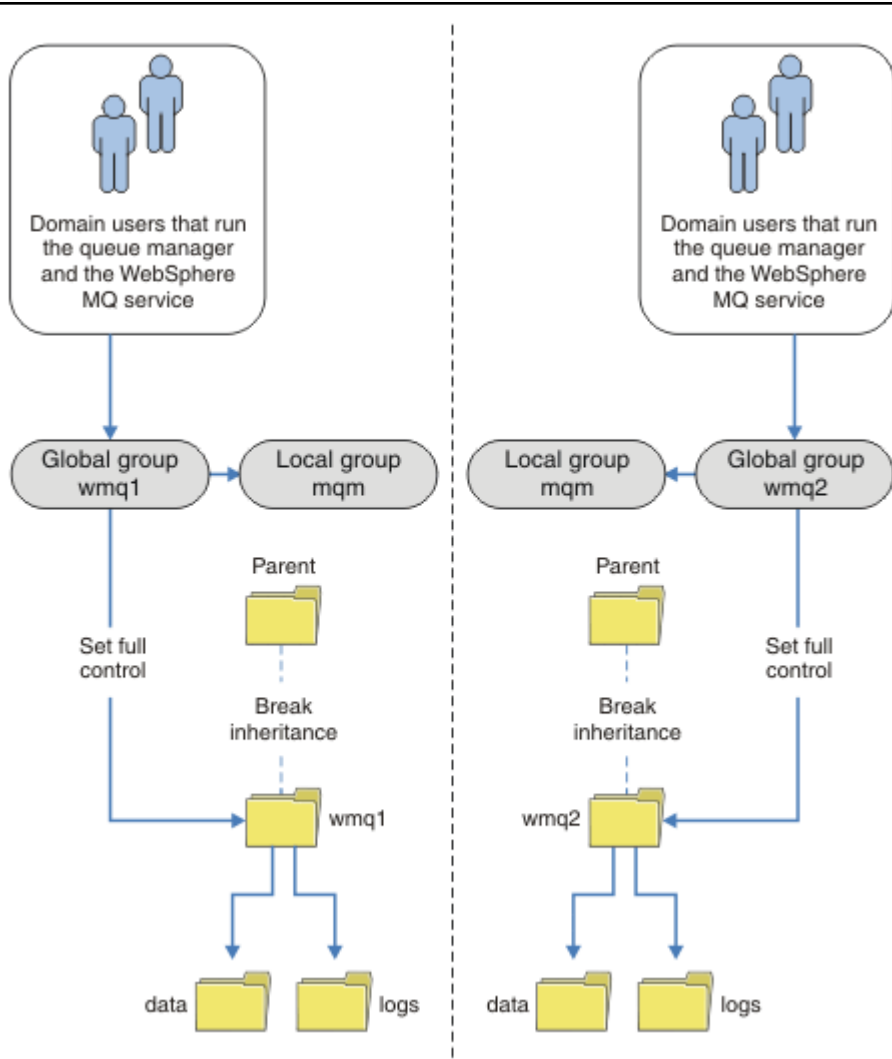 Domain users that run
the queue manager
and the WebSphere
MQ service
Global group
wmq1
Local group
mqm
Parent
Set full
control
Break
inheritance
wmq1
data
logs
Domain users that run
the queue manager
and the WebSphere
MQ service
Local group
mqm
Global group
wmq2
Parent
Set full
control
Break
inheritance
wmq2
data
logs